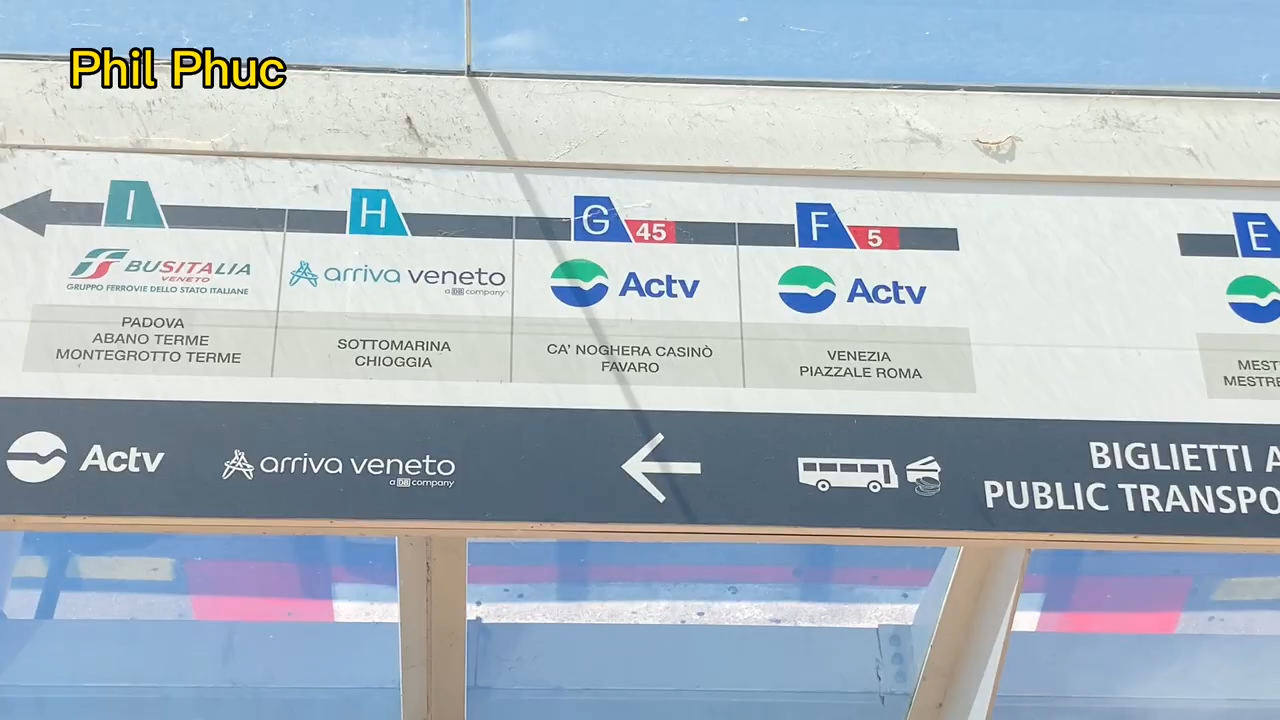 Phil Phuc
I
H
G 45
F 5
E
BUSITALIA
VENETO
GRUPPO FERROVIE DELLO STATO ITALIANE
arriva veneto
a DB company
Actv
Actv
PADOVA
ABANO TERME
MONTEGROTTO TERME
SOTTOMARINA
CHIOGGIA
CA' NOGHERA CASINÒ
FAVARO
VENEZIA
PIAZZALE ROMA
MEST
MESTRE
Actv
arriva veneto
a DB company
BIGLIETTI A
PUBLIC TRANSPO